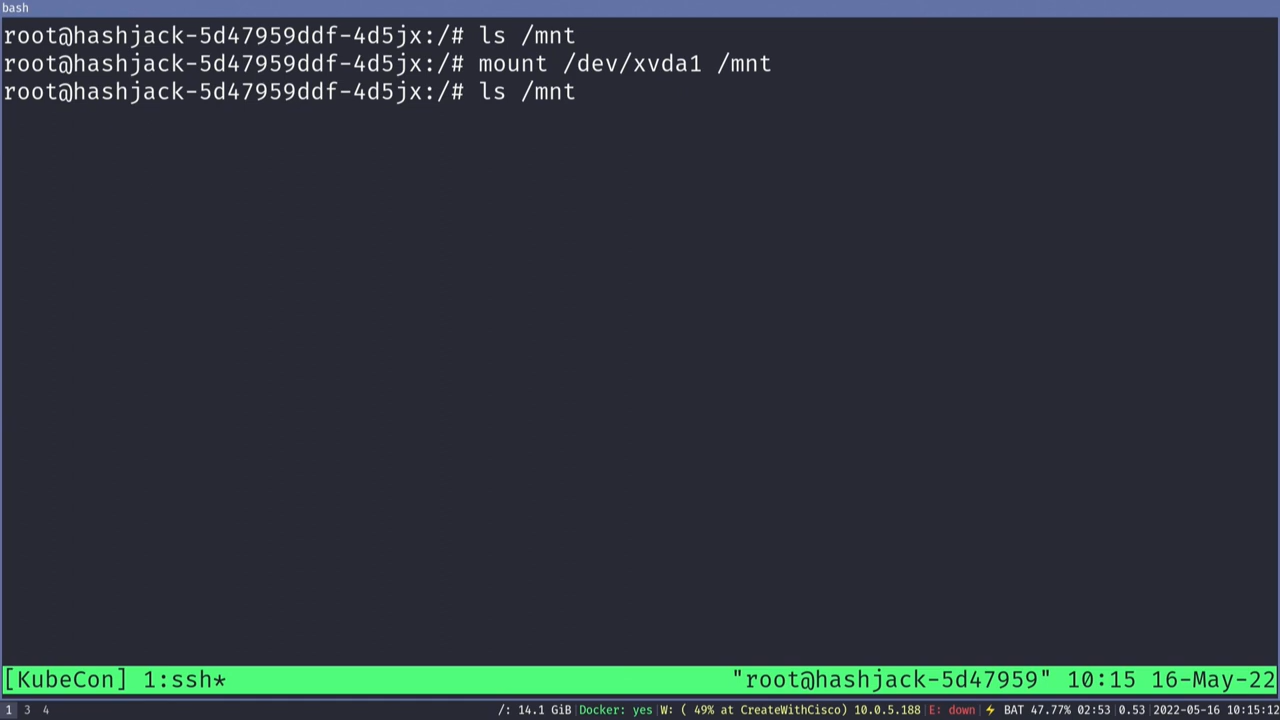 bash
root@hashjack-5d47959ddf-4d5jx:/# ls /mnt
root@hashjack-5d47959ddf-4d5jx:/# mount /dev/xvda1 /mnt
root@hashjack-5d47959ddf-4d5jx:/# ls /mnt
[KubeCon] 1:ssh* "root@hashjack-5d47959" 10:15 16-May-22
1 3 4 /: 14.1 GiB|Docker: yes|W: ( 49% at CreateWithCisco) 10.0.5.188|E: down|⚡ BAT 47.77% 02:53|0.53|2022-05-16 10:15:12